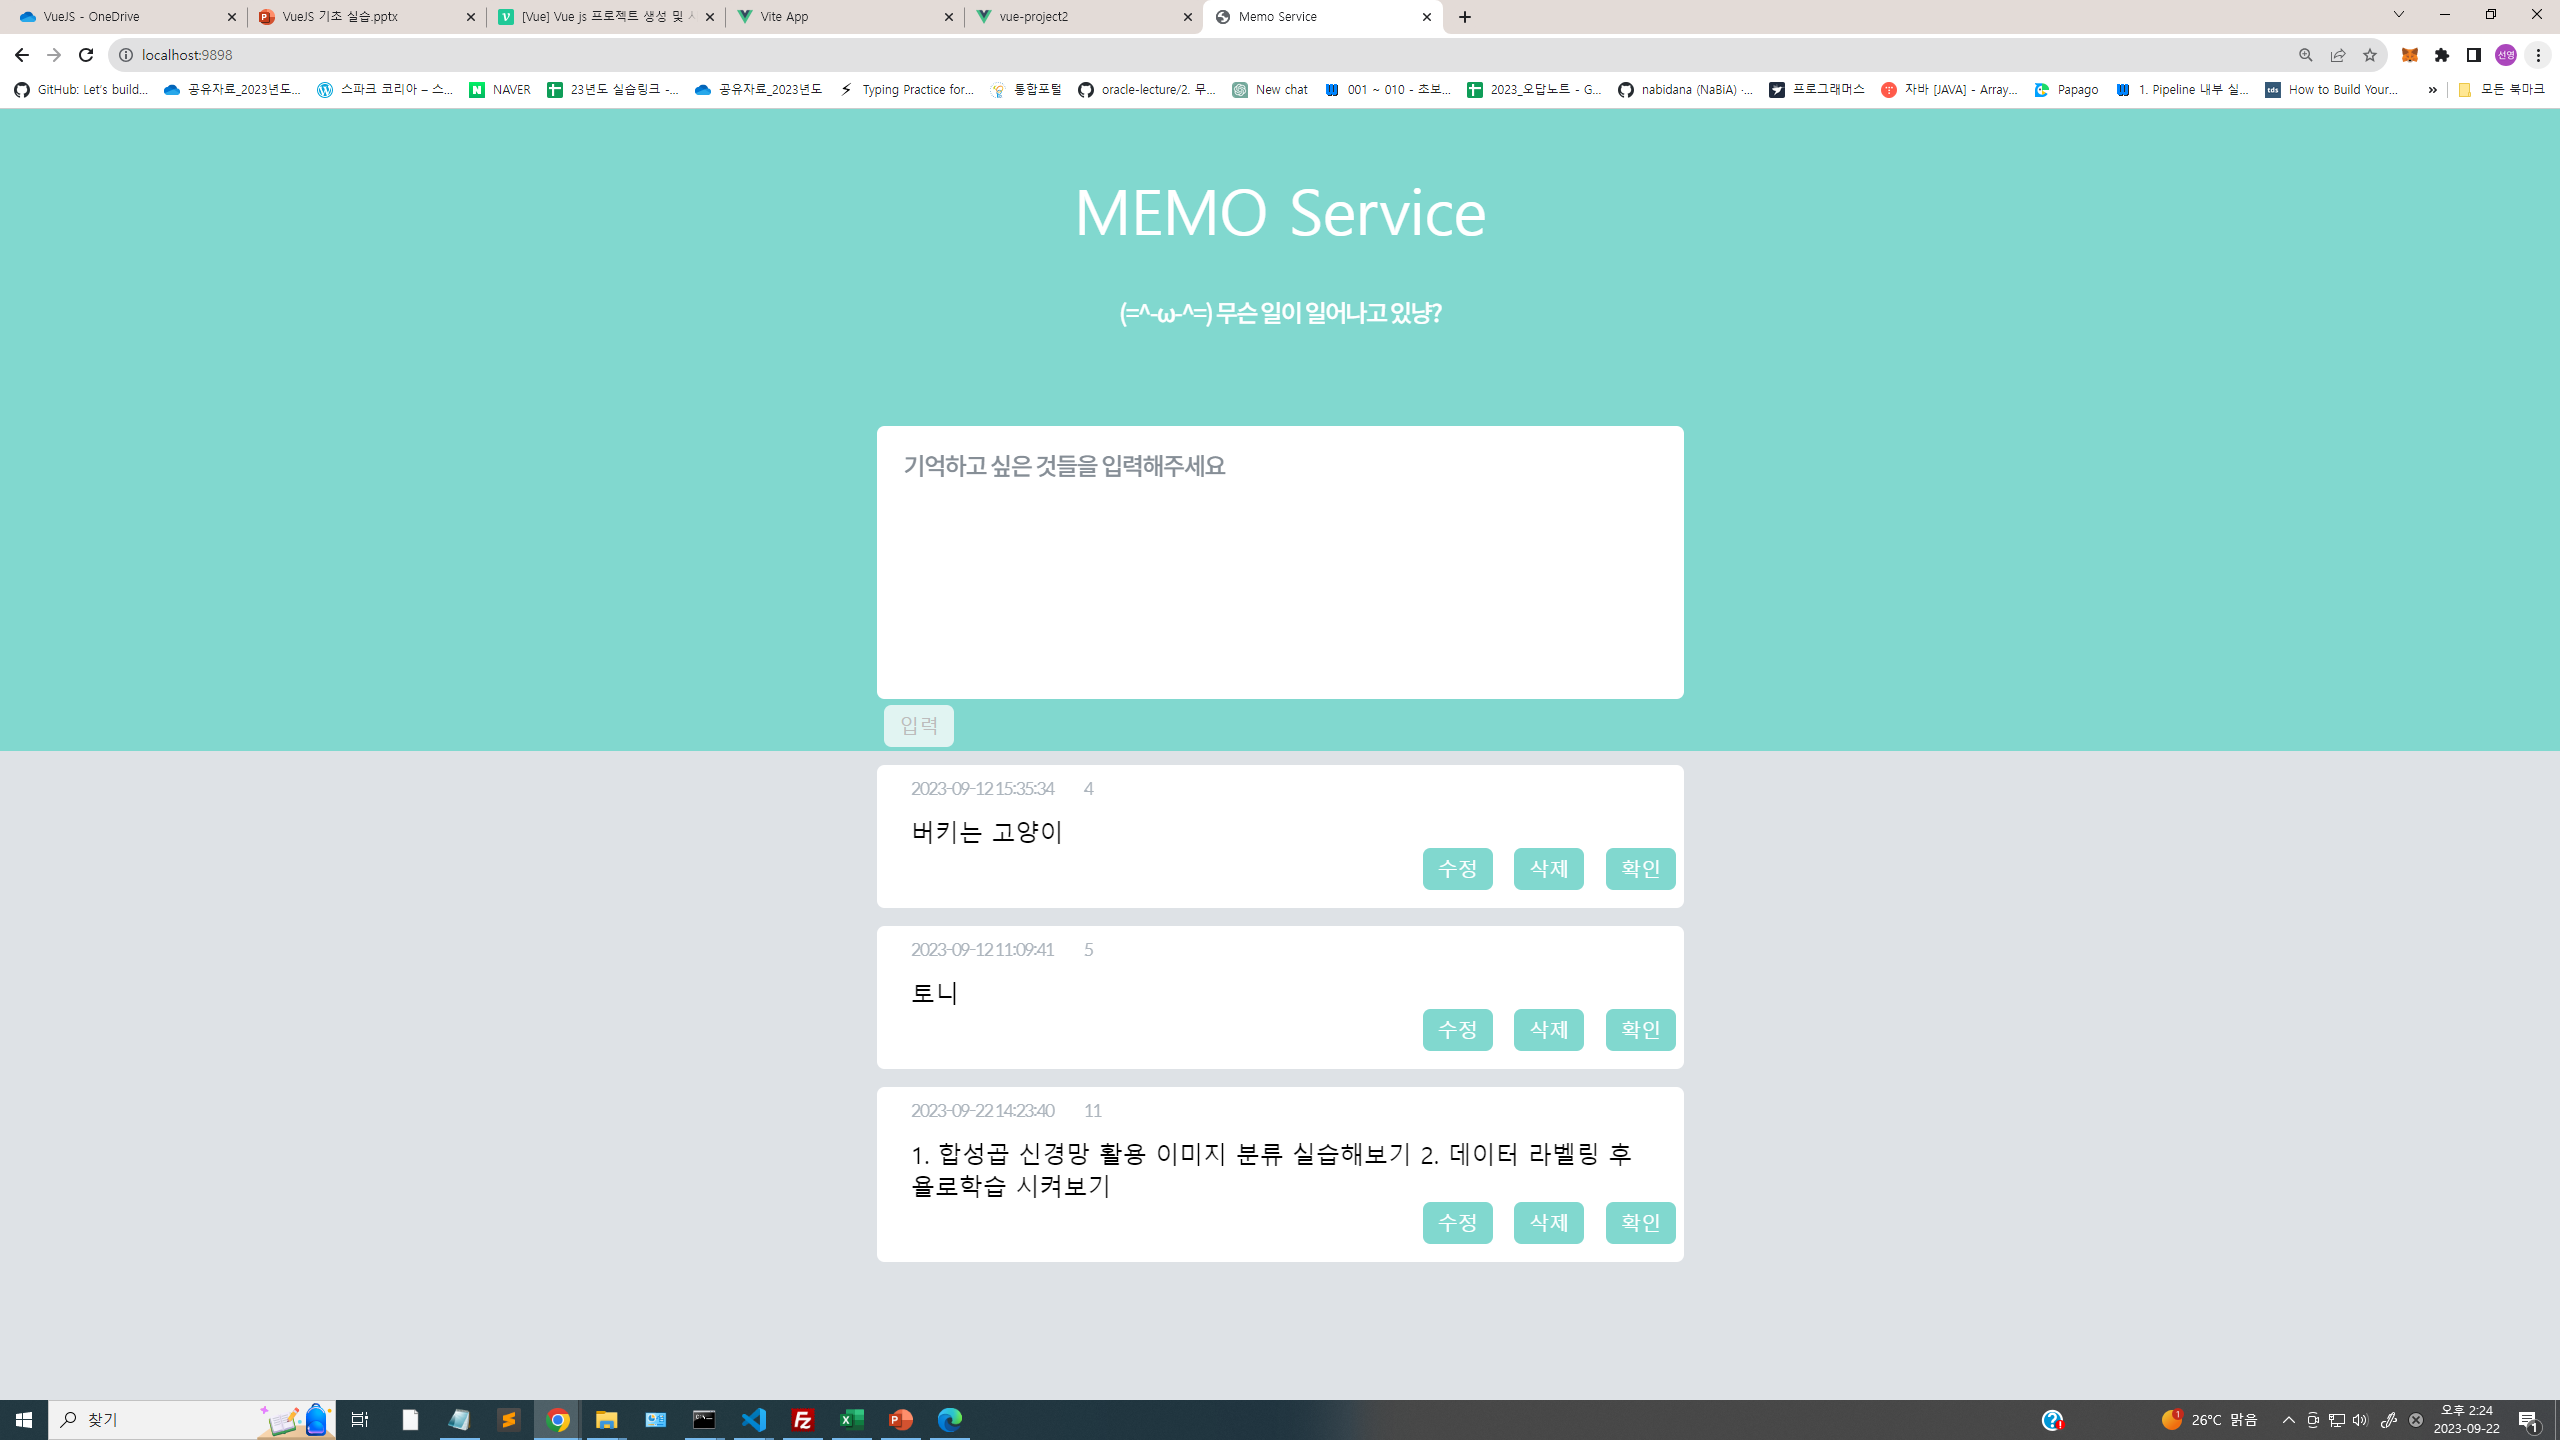 VueJS - OneDrive
VueJS 기초 실습.pptx
[Vue] Vue js 프로젝트 생성 및
Vite App
vue-project2
Memo Service
localhost:9898
선영
GitHub: Let's build...
공유자료_2023년도...
스파크 코리아 – 스...
NAVER
23년도 실습링크 -...
공유자료_2023년도
Typing Practice for...
통합포털
oracle-lecture/2. 무...
New chat
001 ~ 010 - 초보...
2023_오답노트 - G...
nabidana (NaBiA) ·...
프로그래머스
자바 [JAVA] - Array...
Papago
1. Pipeline 내부 실...
tds
How to Build Your...
»
모든 북마크
MEMO Service
(=^-ω-^=) 무슨 일이 일어나고 있냥?
기억하고 싶은 것들을 입력해주세요
입력
2023-09-12 15:35:34 4
버키는 고양이
수정 삭제 확인
2023-09-12 11:09:41 5
토니
수정 삭제 확인
2023-09-22 14:23:40 11
1. 합성곱 신경망 활용 이미지 분류 실습해보기 2. 데이터 라벨링 후
욜로학습 시켜보기
수정 삭제 확인
찾기
26°C 맑음
오후 2:24
2023-09-22
1